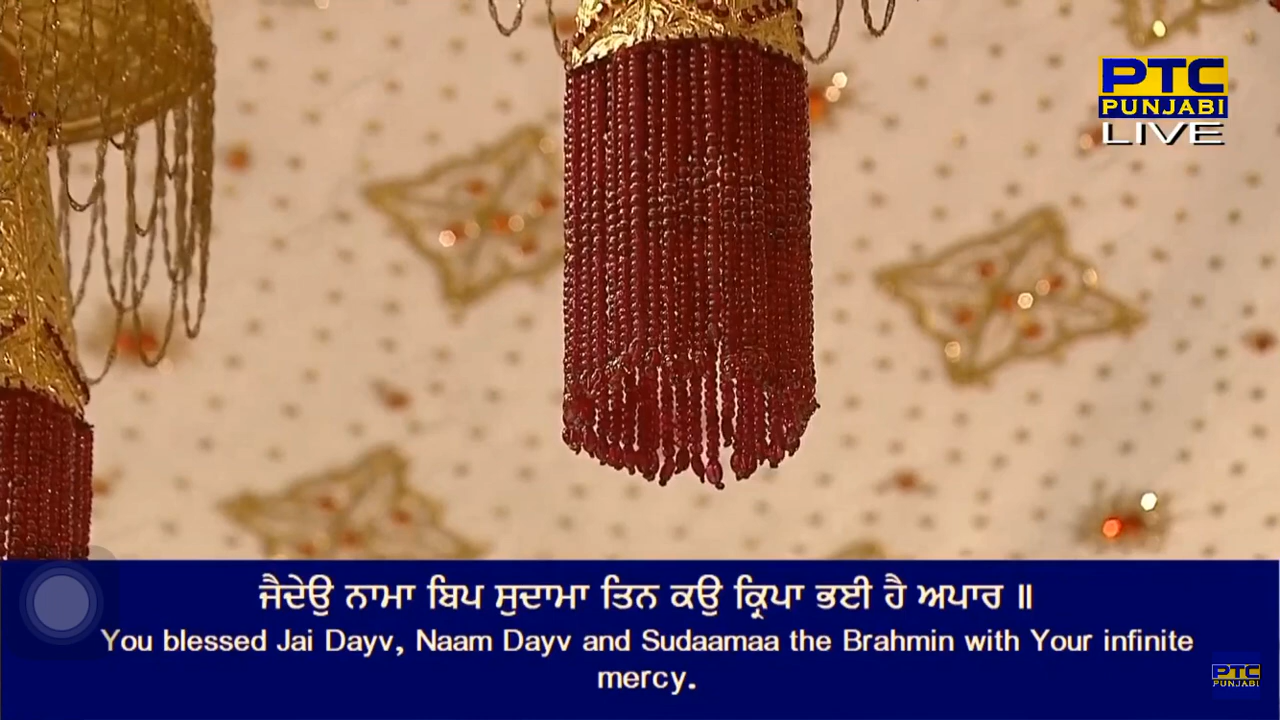 PTC
PUNJABI
LIVE
ਜੈਦੇਉ ਨਾਮਾ ਬਿਪ ਸੁਦਾਮਾ ਤਿਨ ਕਉ ਕ੍ਰਿਪਾ ਭਈ ਹੈ ਅਪਾਰ ॥
You blessed Jai Dayv, Naam Dayv and Sudaamaa the Brahmin with Your infinite
mercy.
PTC
PUNJABI